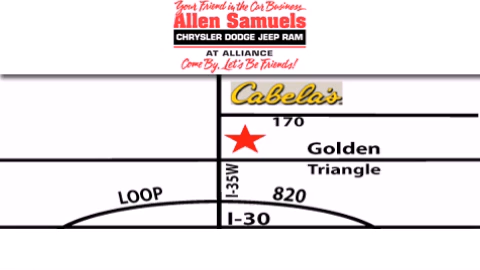 Your Friend in the Car Business
Allen Samuels
CHRYSLER DODGE JEEP RAM
AT ALLIANCE
Come By, Let's Be Friends!
Cabela's
170
Golden
Triangle
I-35W
LOOP 820
I-30